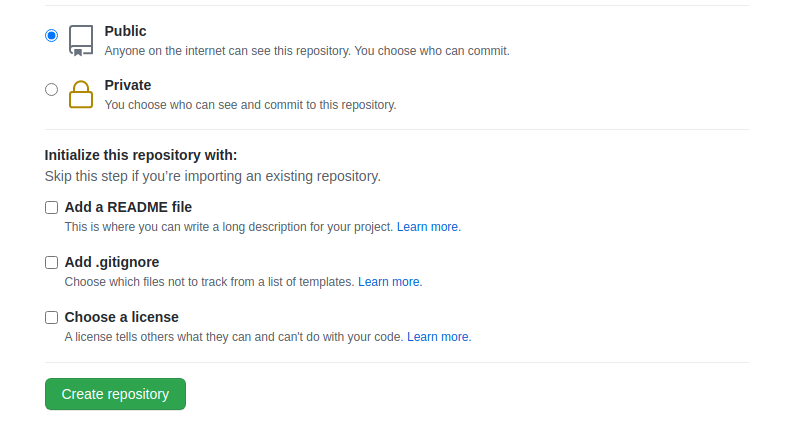 Public
Anyone on the internet can see this repository. You choose who can commit.
Private
You choose who can see and commit to this repository.
Initialize this repository with:
Skip this step if you’re importing an existing repository.
Add a README file
This is where you can write a long description for your project. Learn more.
Add .gitignore
Choose which files not to track from a list of templates. Learn more.
Choose a license
A license tells others what they can and can't do with your code. Learn more.
Create repository